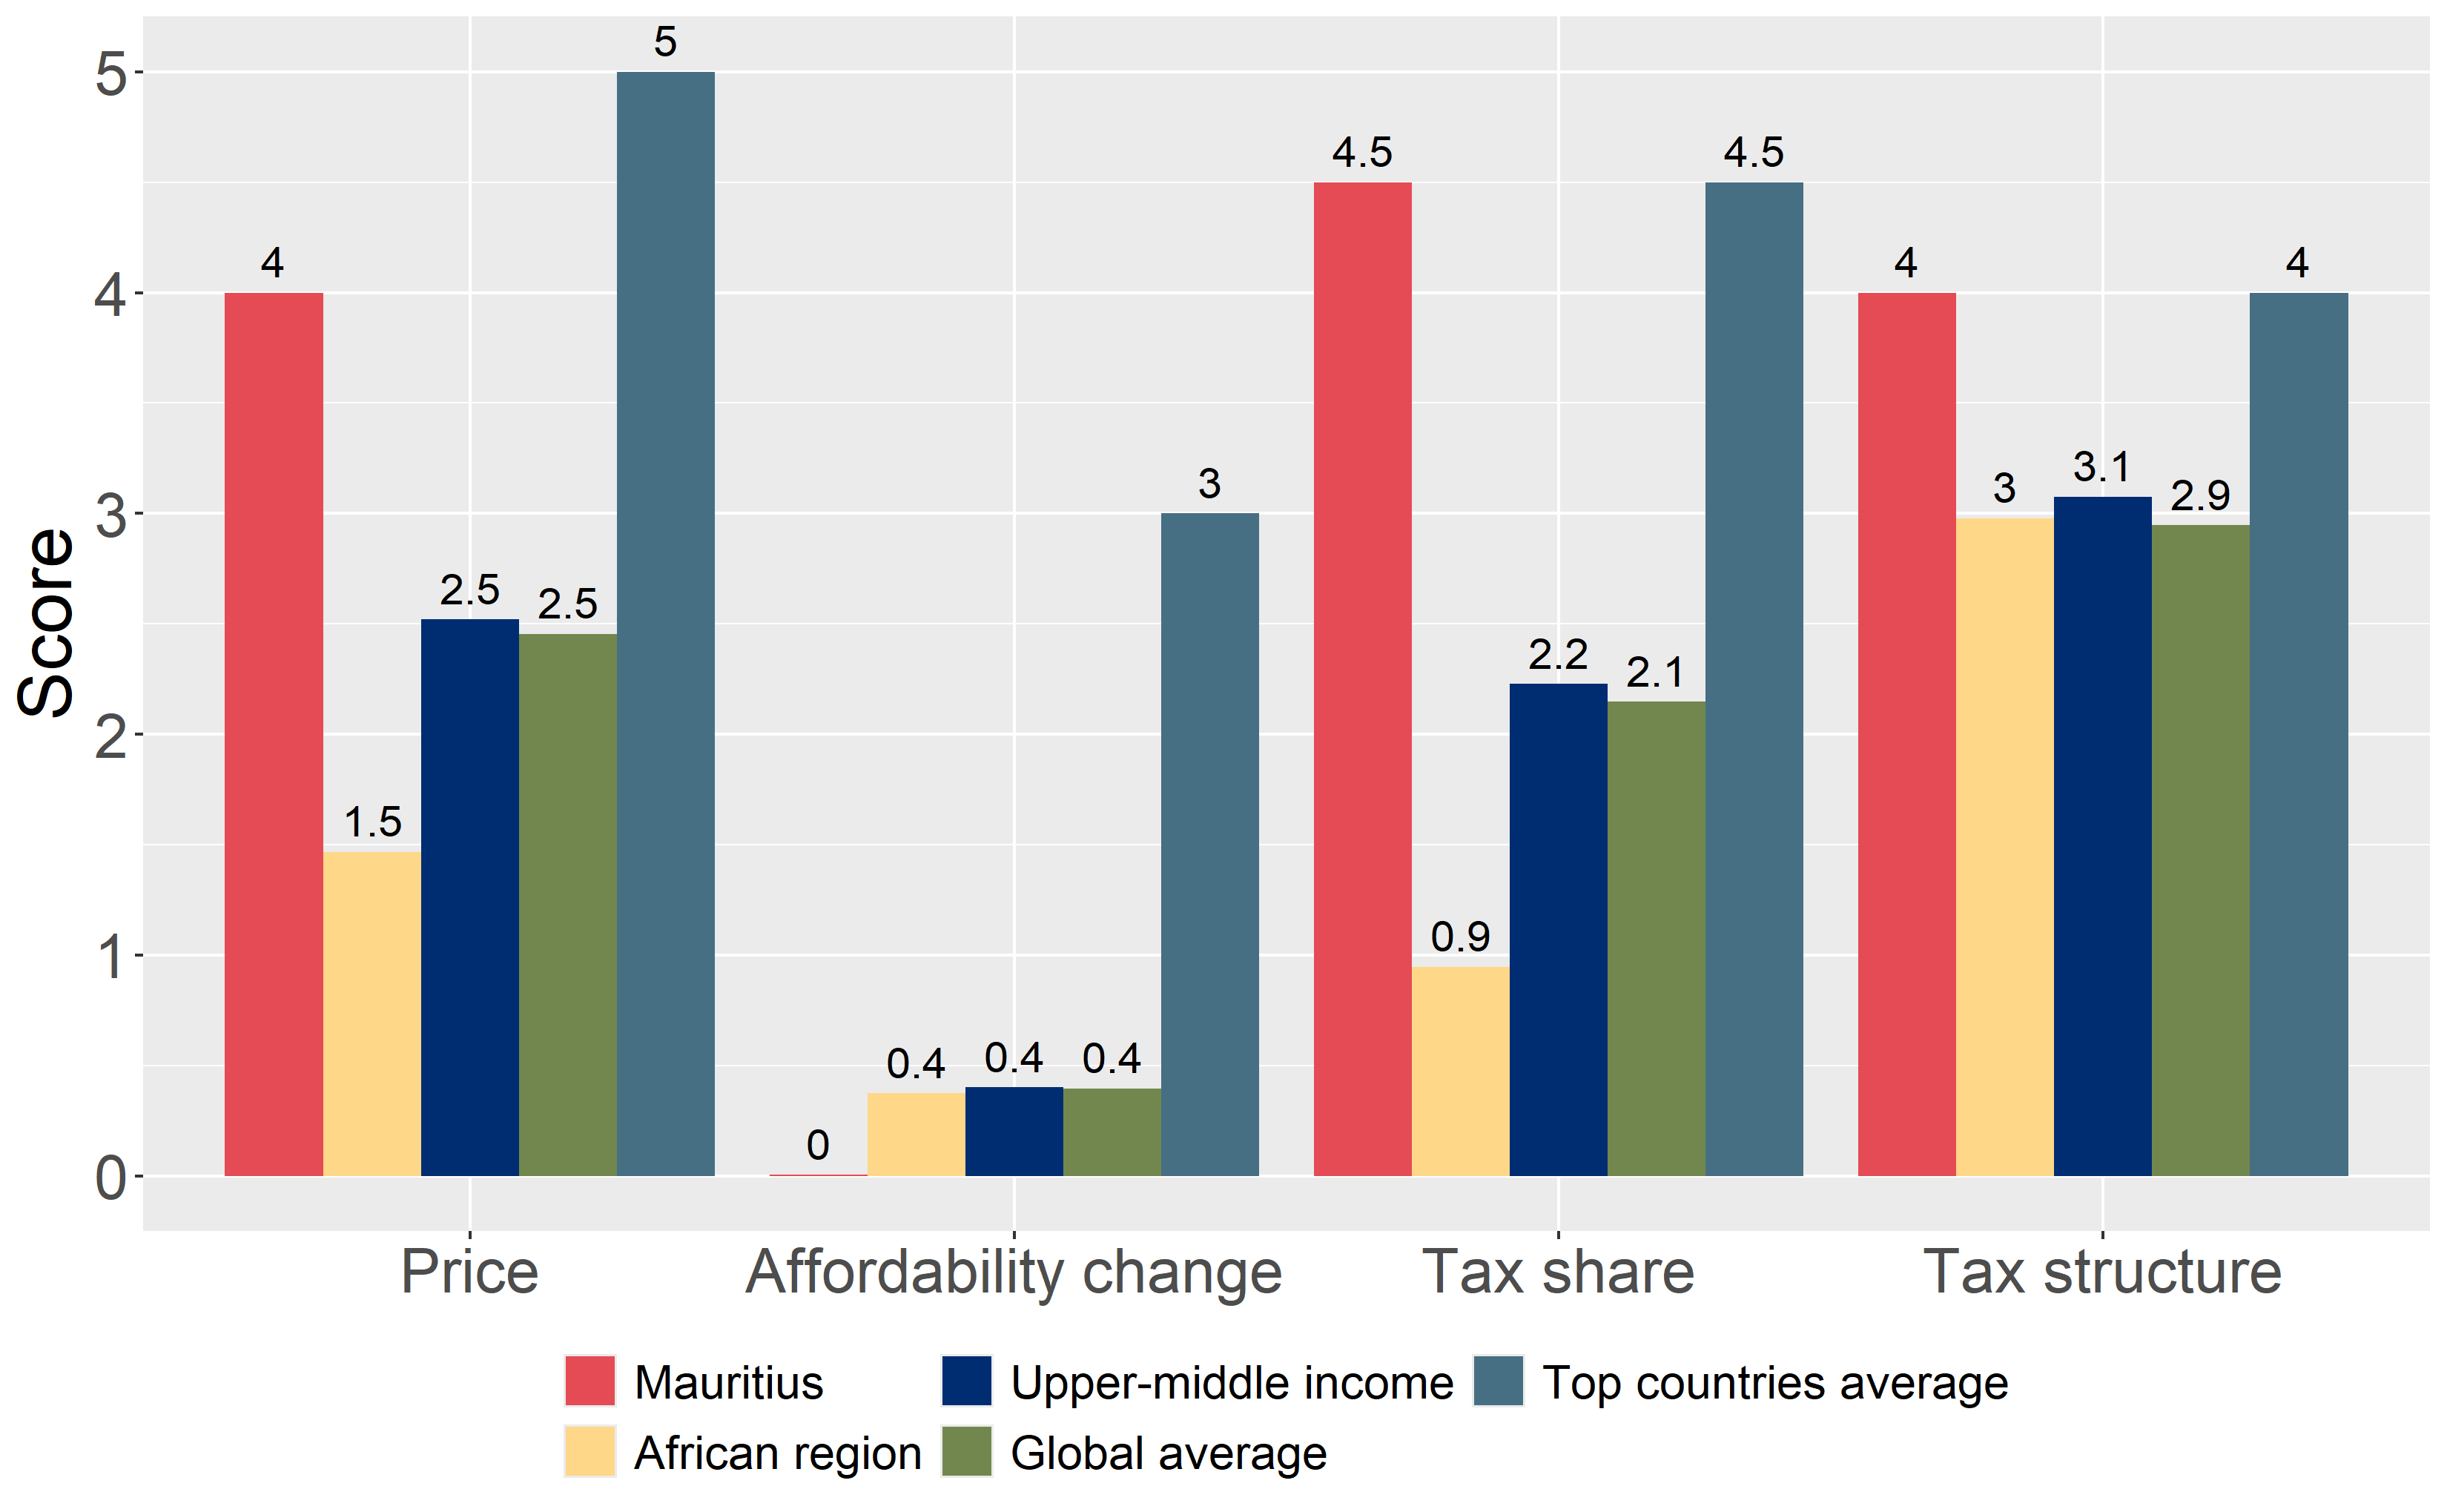 Score
5
4
3
2
1
0
4
1.5
2.5
2.5
5
0
0.4
0.4
0.4
3
4.5
0.9
2.2
2.1
4.5
4
3
3.1
2.9
4
Price
Affordability change
Tax share
Tax structure
Mauritius
Upper-middle income
Top countries average
African region
Global average